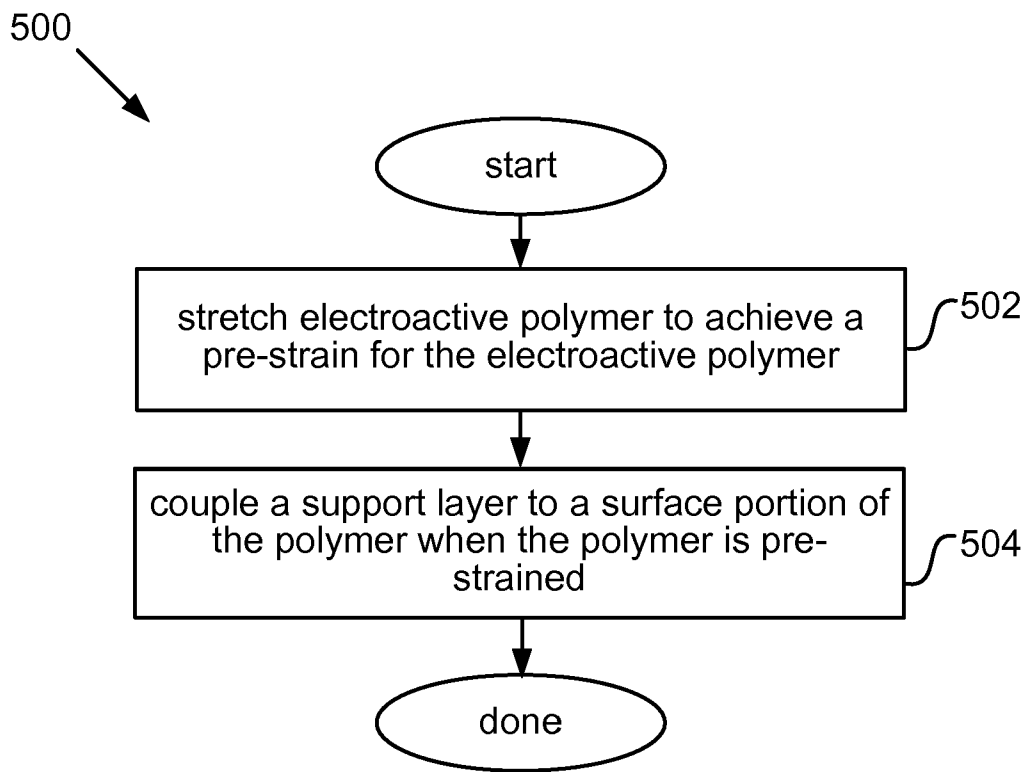 500
start
stretch electroactive polymer to achieve a
pre-strain for the electroactive polymer
502
couple a support layer to a surface portion of
the polymer when the polymer is pre-
strained
504
done